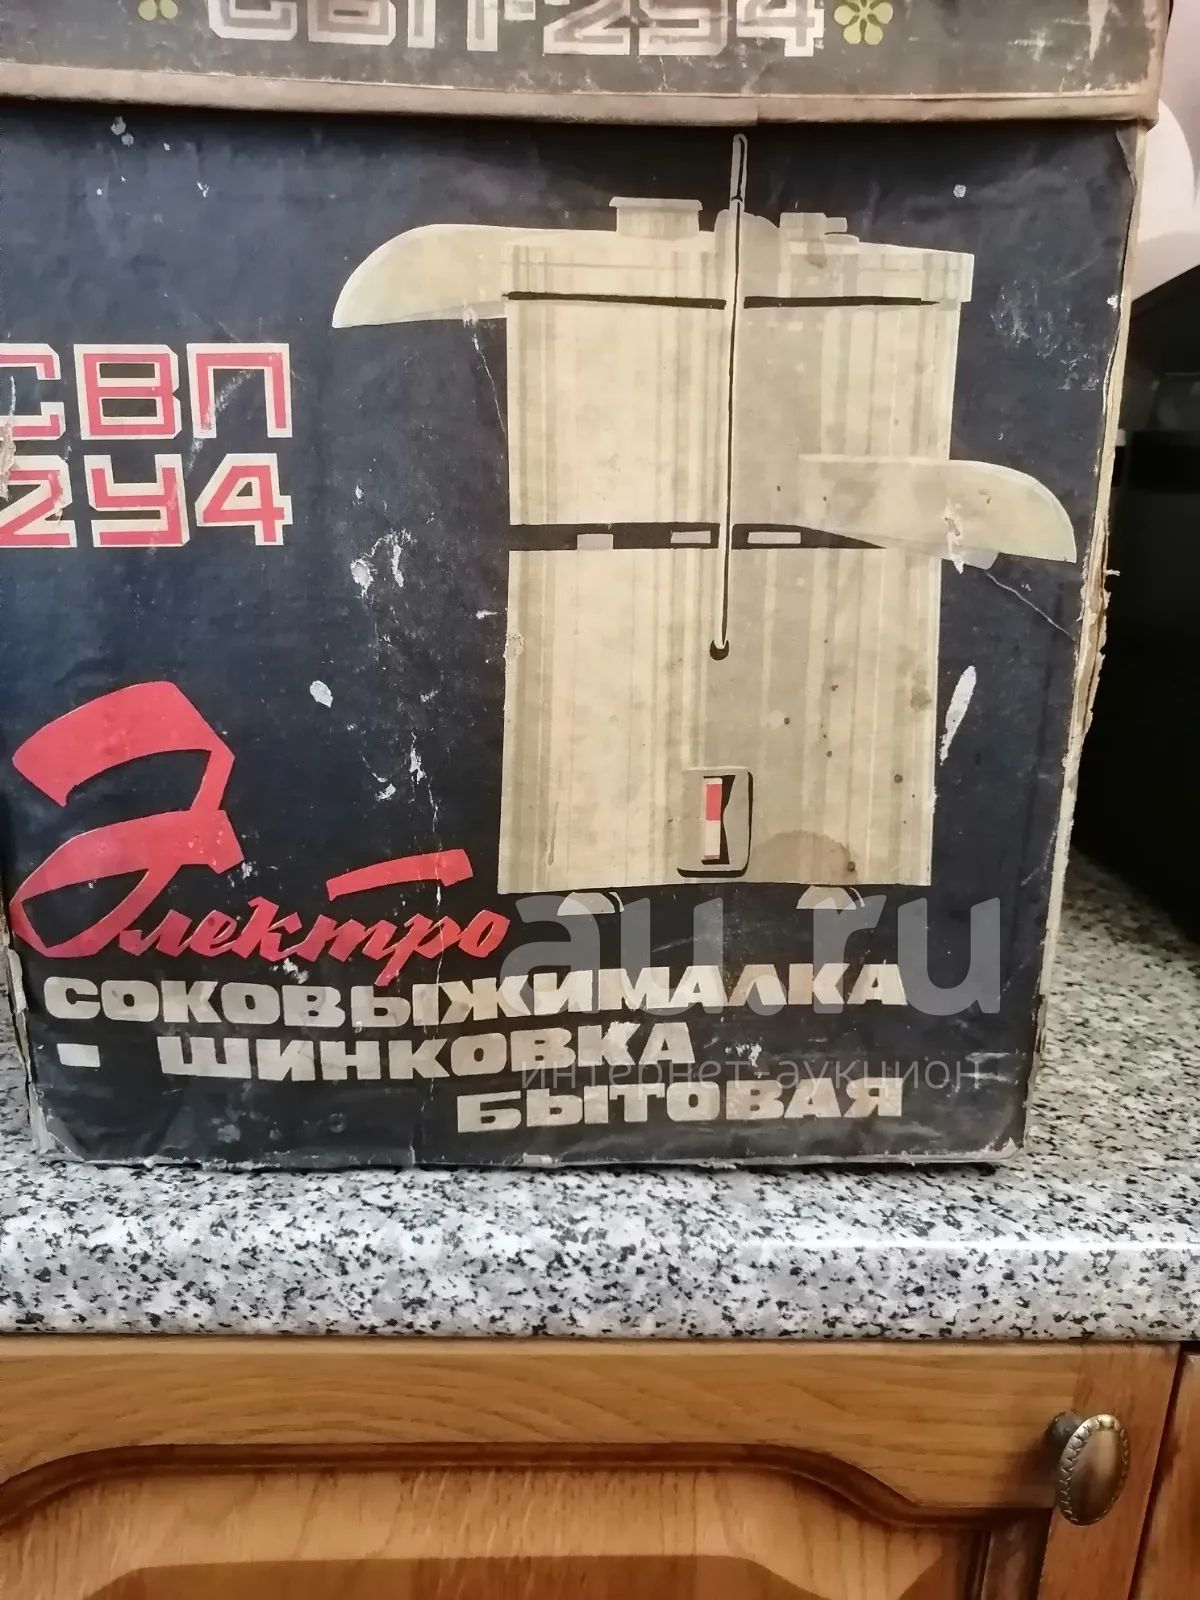 СВП-2У4
СВП
2У4
Электро
СОКОВЫЖИМАЛКА
- ШИНКОВКА
БЫТОВАЯ
au.ru
интернет-аукцион